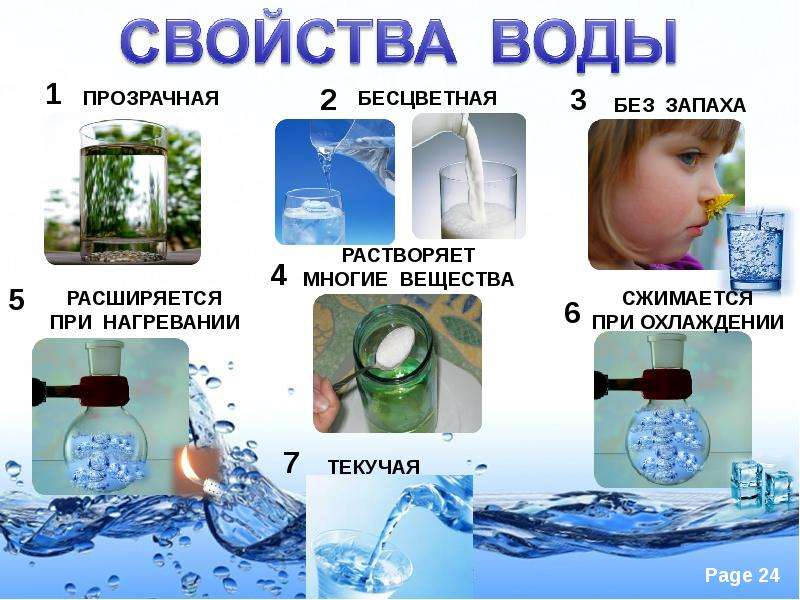 СВОЙСТВА ВОДЫ
1 ПРОЗРАЧНАЯ
2 БЕСЦВЕТНАЯ
3 БЕЗ ЗАПАХА
4 РАСТВОРЯЕТ
МНОГИЕ ВЕЩЕСТВА
5 РАСШИРЯЕТСЯ
ПРИ НАГРЕВАНИИ
6 СЖИМАЕТСЯ
ПРИ ОХЛАЖДЕНИИ
7 ТЕКУЧАЯ
Page 24